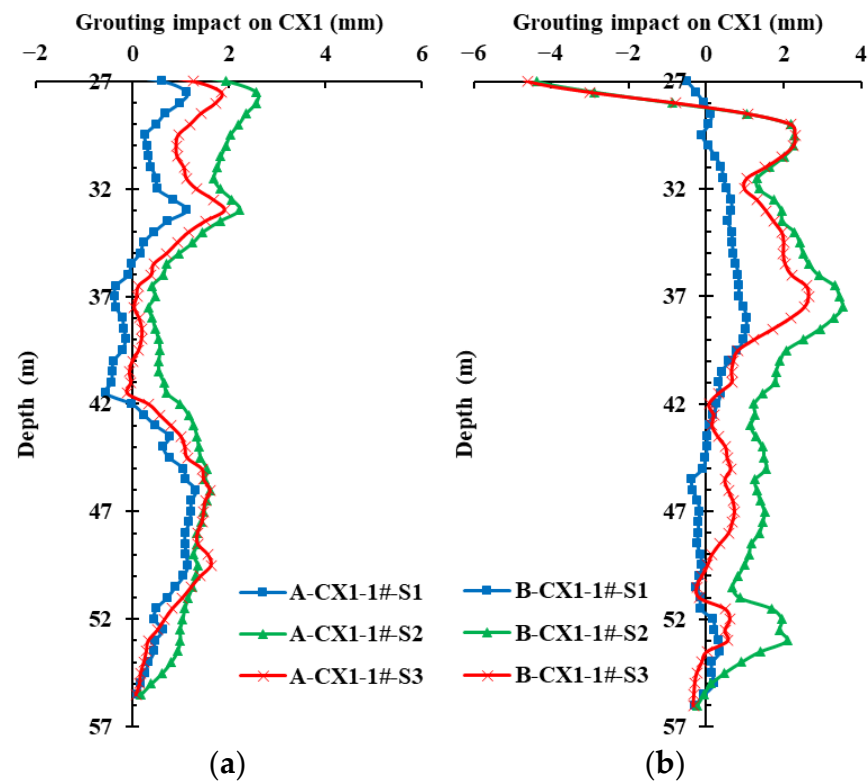 Grouting impact on CX1 (mm)
−2 0 2 4 6
27
32
37
42
47
52
57
Depth (m)
A-CX1-1#-S1
A-CX1-1#-S2
A-CX1-1#-S3
(a)
Grouting impact on CX1 (mm)
−6 −4 −2 0 2 4
27
32
37
42
47
52
57
Depth (m)
B-CX1-1#-S1
B-CX1-1#-S2
B-CX1-1#-S3
(b)